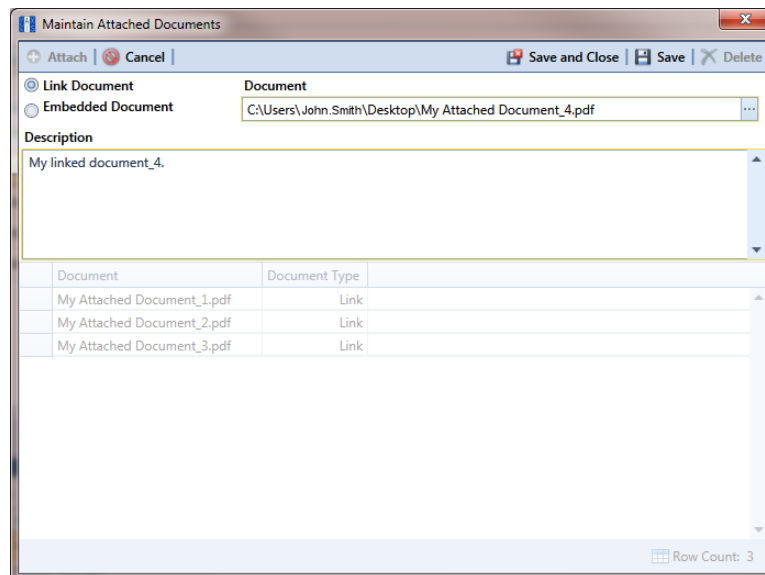 Maintain Attached Documents
Attach Cancel Save and Close Save Delete
Link Document Document
Embedded Document C:\Users\John.Smith\Desktop\My Attached Document_4.pdf ...
Description
My linked document_4.
Document Document Type
My Attached Document_1.pdf Link
My Attached Document_2.pdf Link
My Attached Document_3.pdf Link
Row Count: 3